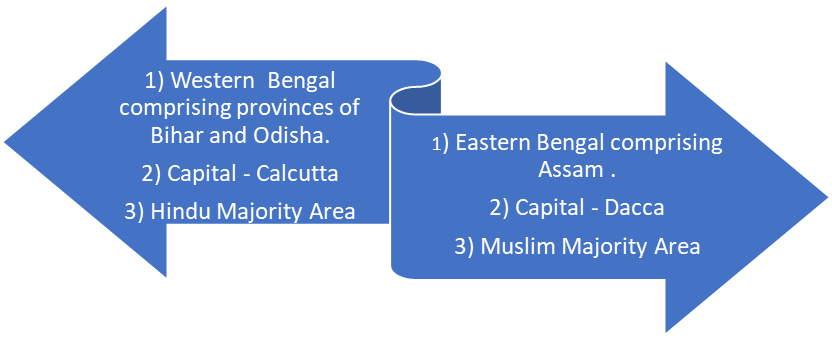 1) Western Bengal
comprising provinces of
Bihar and Odisha.
2) Capital - Calcutta
3) Hindu Majority Area
1) Eastern Bengal comprising
Assam .
2) Capital - Dacca
3) Muslim Majority Area